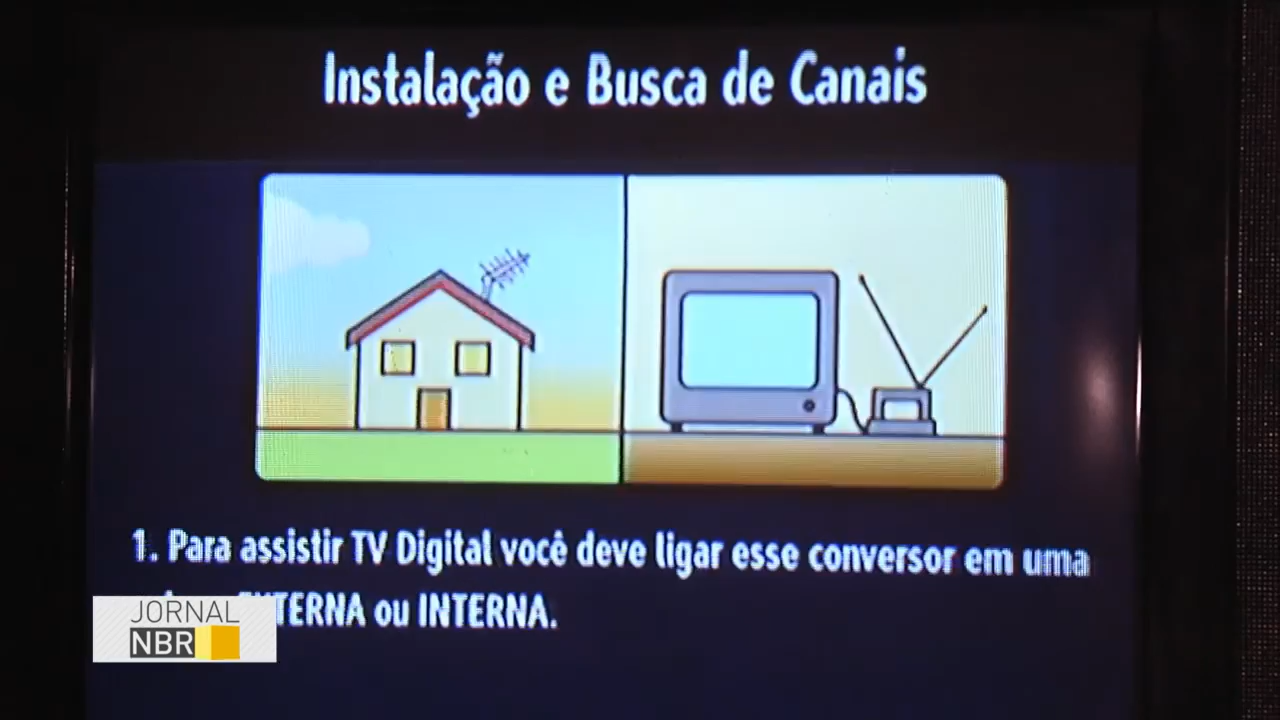 Instalação e Busca de Canais
1. Para assistir TV Digital você deve ligar esse conversor em uma
EXTERNA ou INTERNA.
JORNAL
NBR